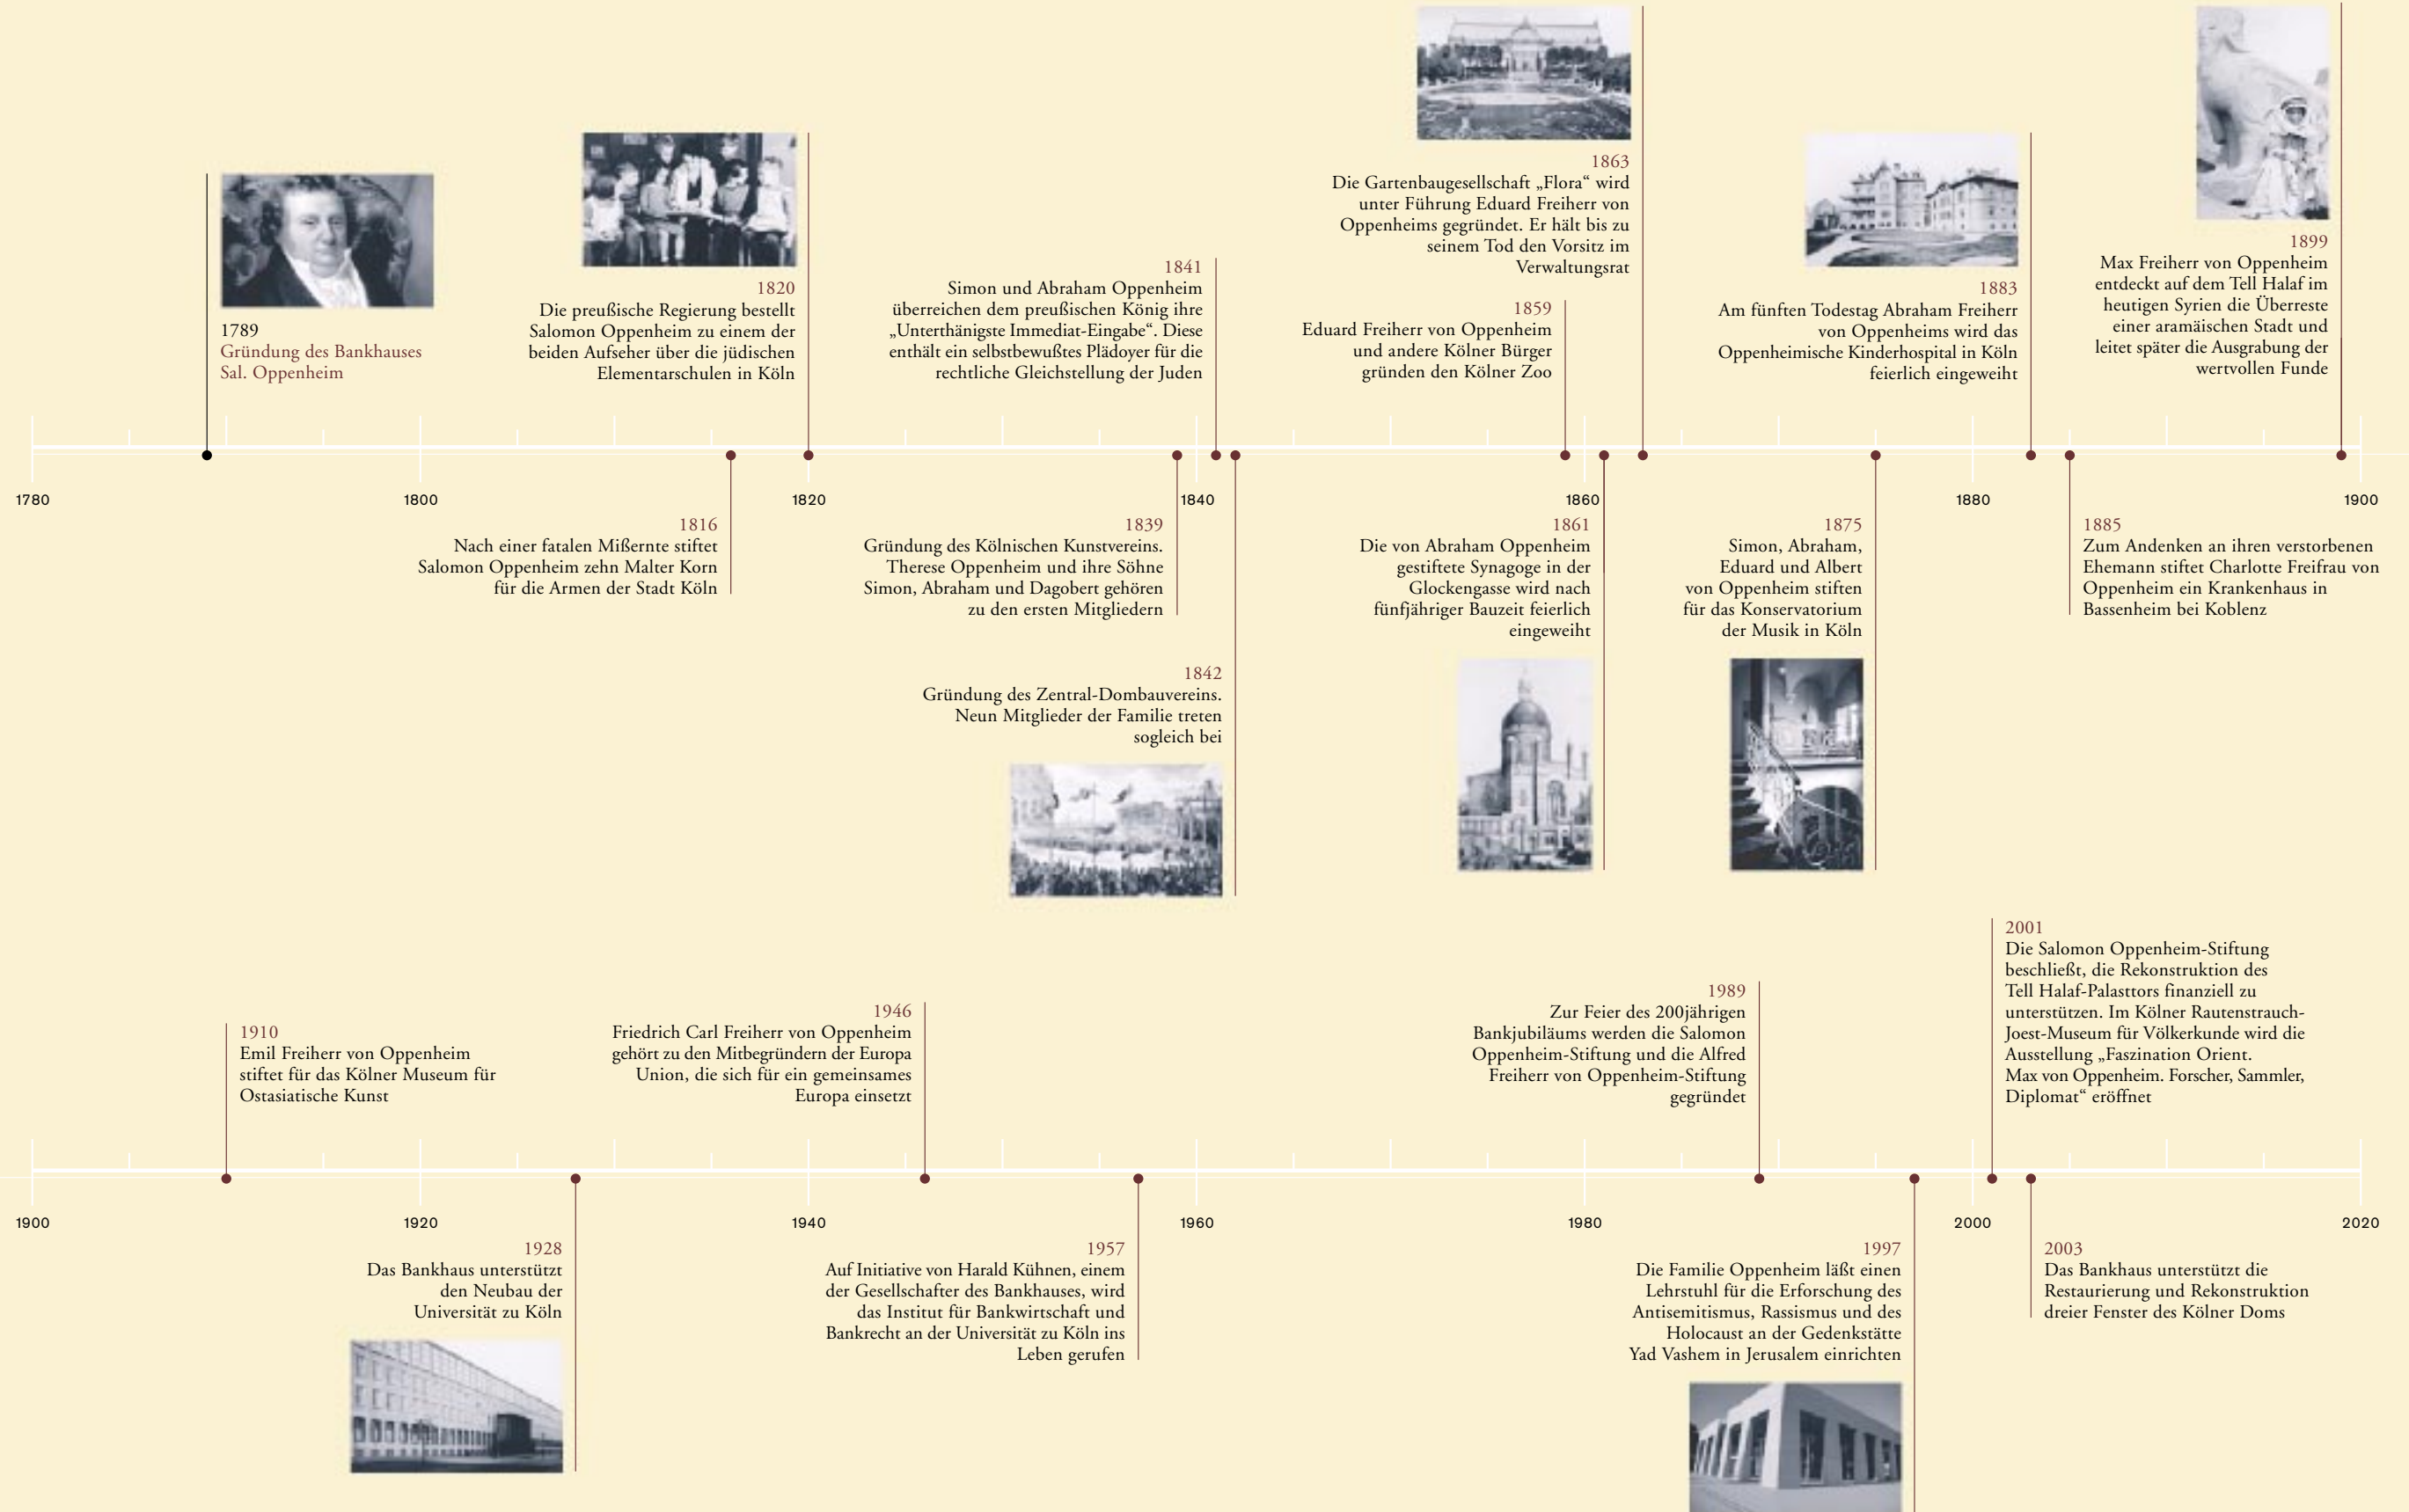 1789
Gründung des Bankhauses
Sal. Oppenheim
1820
Die preußische Regierung bestellt
Salomon Oppenheim zu einem der
beiden Aufseher über die jüdischen
Elementarschulen in Köln
1841
Simon und Abraham Oppenheim
überreichen dem preußischen König ihre
„Unterthänigste Immediat-Eingabe“. Diese
enthält ein selbstbewußtes Plädoyer für die
rechtliche Gleichstellung der Juden
1863
Die Gartenbaugesellschaft „Flora“ wird
unter Führung Eduard Freiherr von
Oppenheims gegründet. Er hält bis zu
seinem Tod den Vorsitz im
Verwaltungsrat
1859
Eduard Freiherr von Oppenheim
und andere Kölner Bürger
gründen den Kölner Zoo
1883
Am fünften Todestag Abraham Freiherr
von Oppenheims wird das
Oppenheimische Kinderhospital in Köln
feierlich eingeweiht
1899
Max Freiherr von Oppenheim
entdeckt auf dem Tell Halaf im
heutigen Syrien die Überreste
einer aramäischen Stadt und
leitet später die Ausgrabung der
wertvollen Funde
1780
1800
1820
1840
1860
1880
1900
1816
Nach einer fatalen Mißernte stiftet
Salomon Oppenheim zehn Malter Korn
für die Armen der Stadt Köln
1839
Gründung des Kölnischen Kunstvereins.
Therese Oppenheim und ihre Söhne
Simon, Abraham und Dagobert gehören
zu den ersten Mitgliedern
1842
Gründung des Zentral-Dombauvereins.
Neun Mitglieder der Familie treten
sogleich bei
1861
Die von Abraham Oppenheim
gestiftete Synagoge in der
Glockengasse wird nach
fünfjähriger Bauzeit feierlich
eingeweiht
1875
Simon, Abraham,
Eduard und Albert
von Oppenheim stiften
für das Konservatorium
der Musik in Köln
1885
Zum Andenken an ihren verstorbenen
Ehemann stiftet Charlotte Freifrau von
Oppenheim ein Krankenhaus in
Bassenheim bei Koblenz
1910
Emil Freiherr von Oppenheim
stiftet für das Kölner Museum für
Ostasiatische Kunst
1946
Friedrich Carl Freiherr von Oppenheim
gehört zu den Mitbegründern der Europa
Union, die sich für ein gemeinsames
Europa einsetzt
1989
Zur Feier des 200jährigen
Bankjubiläums werden die Salomon
Oppenheim-Stiftung und die Alfred
Freiherr von Oppenheim-Stiftung
gegründet
2001
Die Salomon Oppenheim-Stiftung
beschließt, die Rekonstruktion des
Tell Halaf-Palasttors finanziell zu
unterstützen. Im Kölner Rautenstrauch-
Joest-Museum für Völkerkunde wird die
Ausstellung „Faszination Orient.
Max von Oppenheim. Forscher, Sammler,
Diplomat“ eröffnet
1900
1920
1940
1960
1980
2000
2020
1928
Das Bankhaus unterstützt
den Neubau der
Universität zu Köln
1957
Auf Initiative von Harald Kühnen, einem
der Gesellschafter des Bankhauses, wird
das Institut für Bankwirtschaft und
Bankrecht an der Universität zu Köln ins
Leben gerufen
1997
Die Familie Oppenheim läßt einen
Lehrstuhl für die Erforschung des
Antisemitismus, Rassismus und des
Holocaust an der Gedenkstätte
Yad Vashem in Jerusalem einrichten
2003
Das Bankhaus unterstützt die
Restaurierung und Rekonstruktion
dreier Fenster des Kölner Doms